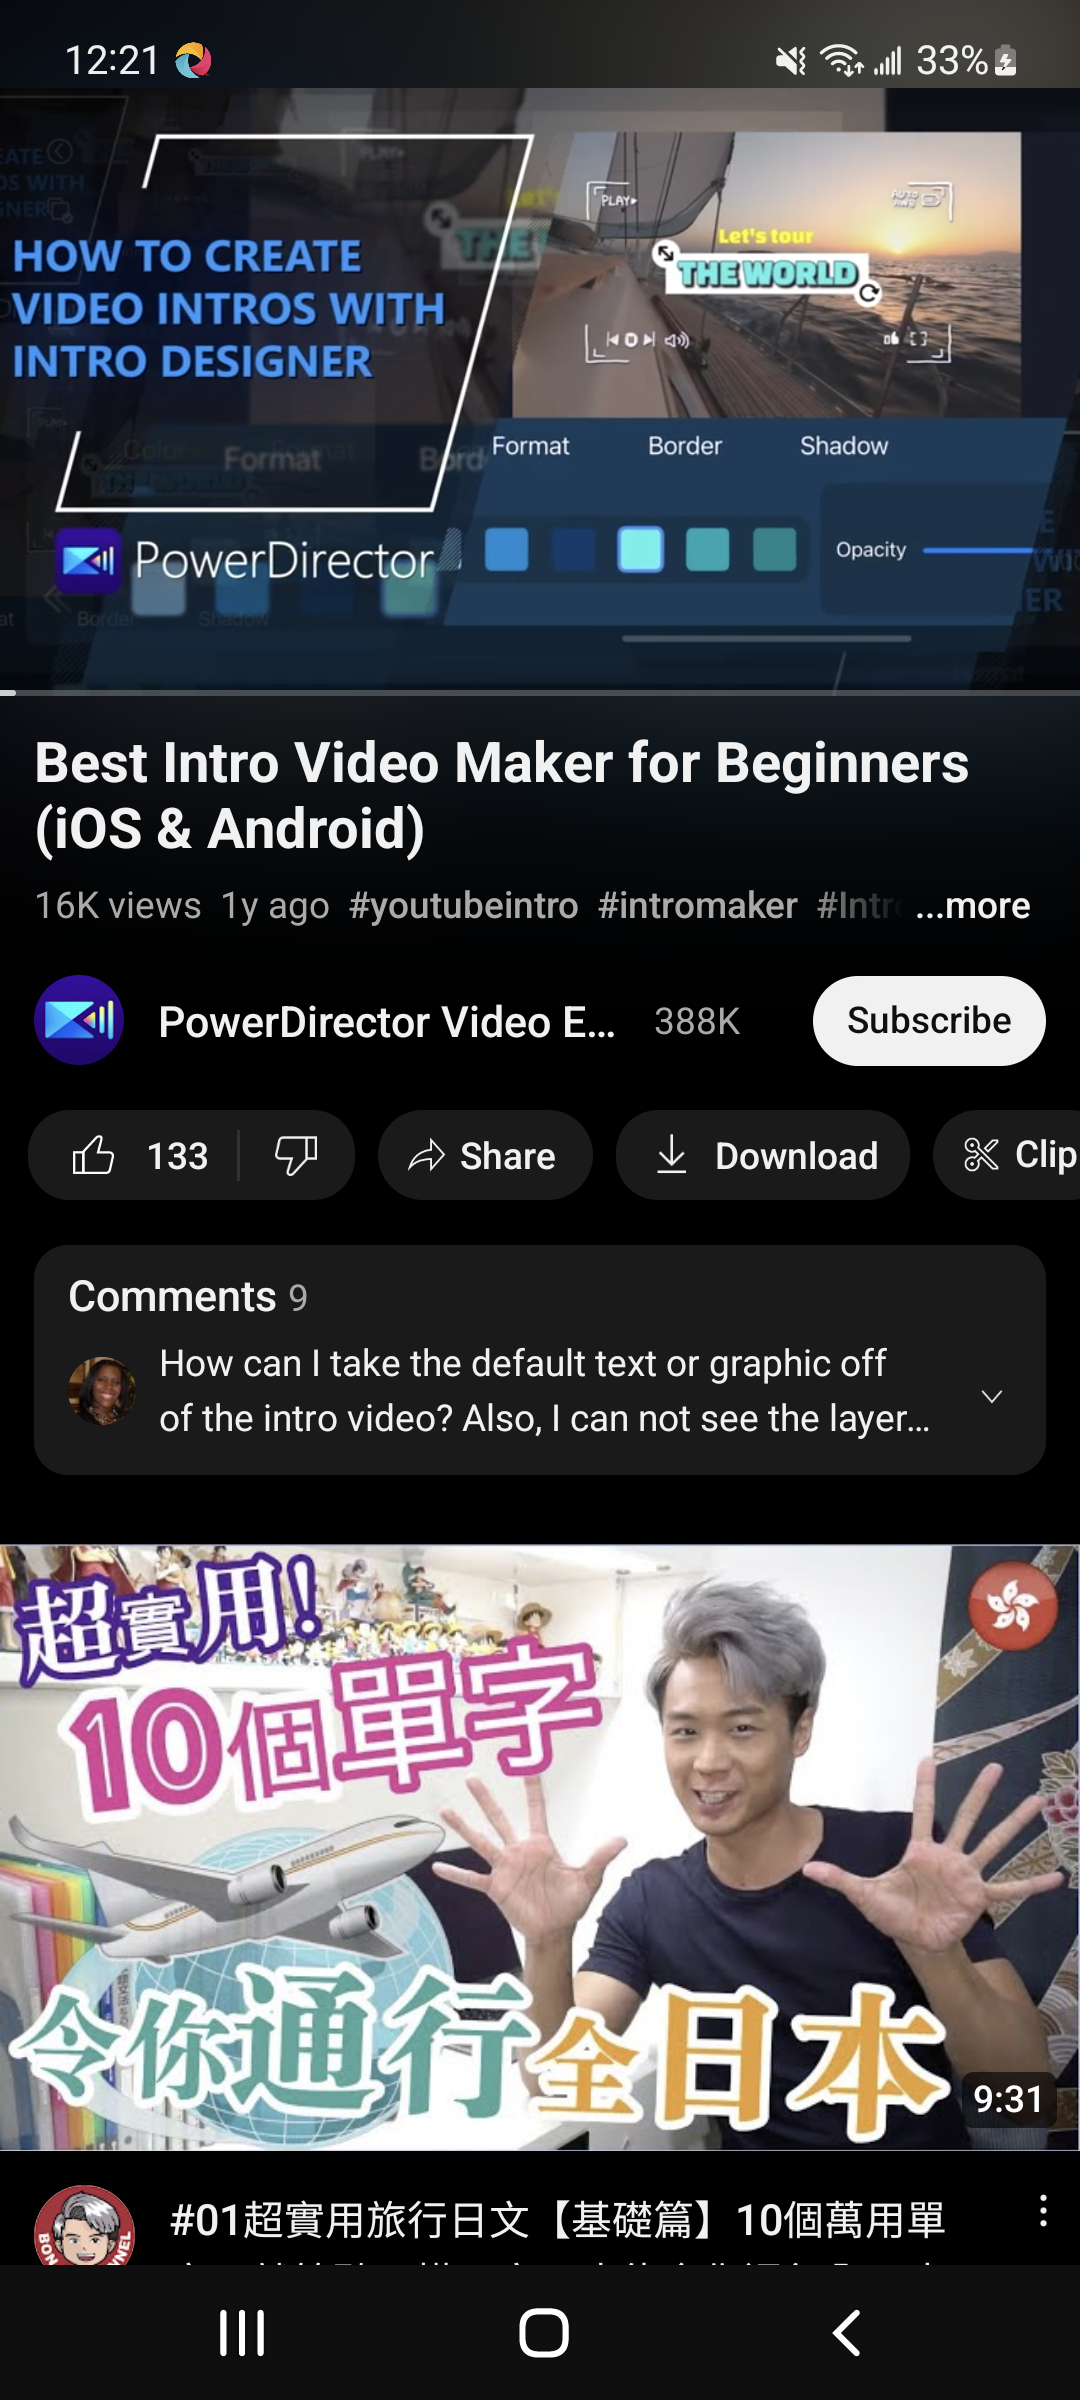 12:21
33%
HOW TO CREATE
VIDEO INTROS WITH
INTRO DESIGNER
PLAY
Let's tour
THE WORLD
Format Border Shadow
Opacity
PowerDirector
Best Intro Video Maker for Beginners
(iOS & Android)
16K views 1y ago #youtubeintro #intromaker #Intr ...more
PowerDirector Video E... 388K Subscribe
133 Share Download Clip
Comments 9
How can I take the default text or graphic off
of the intro video? Also, I can not see the layer...
超實用!
10個單字
令你通行全日本
9:31
#01超實用旅行日文【基礎篇】10個萬用單